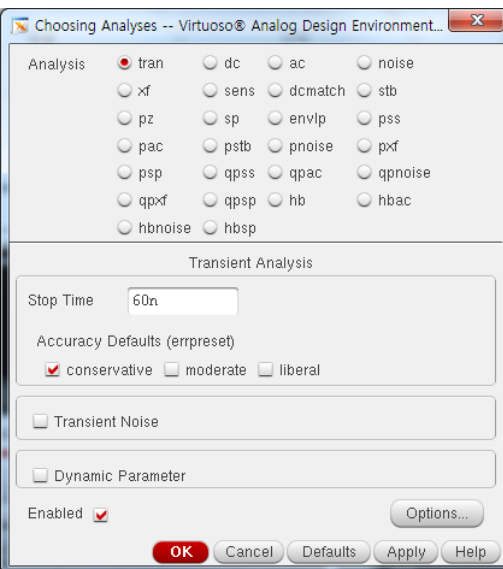 Choosing Analyses -- Virtuoso® Analog Design Environment...
Analysis tran dc ac noise
xf sens dcmatch stb
pz sp envlp pss
pac pstb pnoise pxf
psp qpss qpac qpnoise
qpxf qpsp hb hbac
hbnoise hbsp
Transient Analysis
Stop Time 60n
Accuracy Defaults (errpreset)
conservative moderate liberal
Transient Noise
Dynamic Parameter
Enabled Options...
OK Cancel Defaults Apply Help